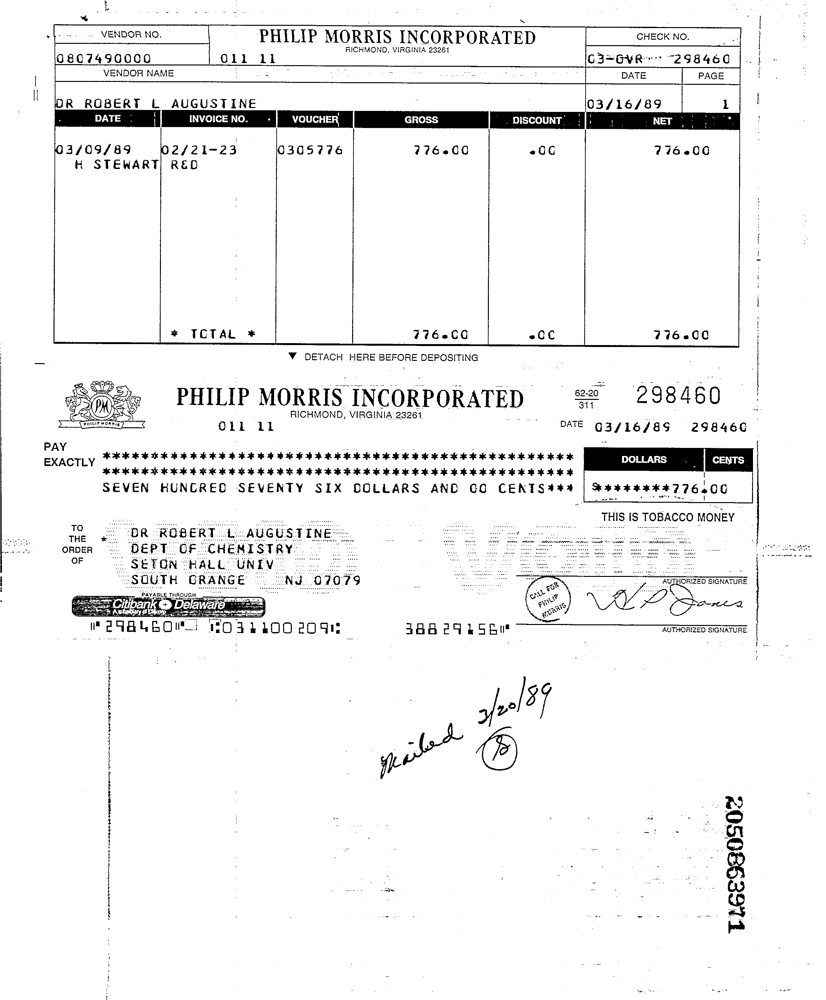 VENDOR NO. PHILIP MORRIS INCORPORATED CHECK NO.
RICHMOND, VIRGINIA 23261
0807490000 011 11 03-OVR 298460
VENDOR NAME DATE PAGE
DR ROBERT L AUGUSTINE 03/16/89 1
DATE INVOICE NO. VOUCHER GROSS DISCOUNT NET
03/09/89 02/21-23 0305776 776.00 .00 776.00
H STEWART R&D
* TOTAL * 776.00 .00 776.00
▼ DETACH HERE BEFORE DEPOSITING
PM
PHILIP MORRIS
PHILIP MORRIS INCORPORATED 62-20 298460
311
RICHMOND, VIRGINIA 23261
011 11 DATE 03/16/89 298460
PAY
EXACTLY *************************************************
*************************************************
SEVEN HUNDRED SEVENTY SIX DOLLARS AND 00 CENTS***
DOLLARS CENTS
$********776.00
THIS IS TOBACCO MONEY
TO
THE *
ORDER
OF
DR ROBERT L AUGUSTINE
DEPT OF CHEMISTRY
SETON HALL UNIV
SOUTH ORANGE NJ 07079
PAYABLE THROUGH
Citibank Delaware
A subsidiary of Citicorp
CALL FOR
PHILIP
MORRIS
AUTHORIZED SIGNATURE
W P Jones
AUTHORIZED SIGNATURE
⑈298460⑈ ⑆031100209⑆ 38829156⑈
Mailed 3/20/89
2050863971